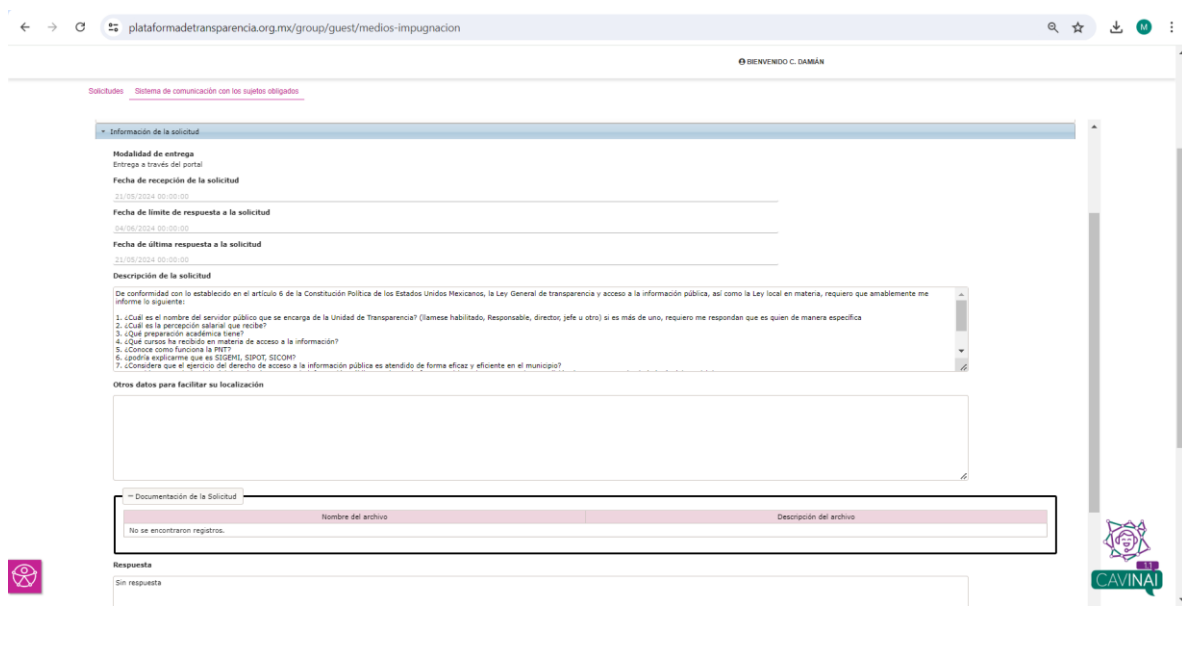 plataformadetransparencia.org.mx/group/guest/medios-impugnacion
M
BIENVENIDO C. DAMIÁN
Solicitudes Sistema de comunicación con los sujetos obligados
Información de la solicitud
Modalidad de entrega
Entrega a través del portal
Fecha de recepción de la solicitud
21/05/2024 00:00:00
Fecha de límite de respuesta a la solicitud
04/06/2024 00:00:00
Fecha de última respuesta a la solicitud
21/05/2024 00:00:00
Descripción de la solicitud
De conformidad con lo establecido en el artículo 6 de la Constitución Política de los Estados Unidos Mexicanos, la Ley General de transparencia y acceso a la información pública, así como la Ley local en materia, requiero que amablemente me
informe lo siguiente:
1. ¿Cuál es el nombre del servidor público que se encarga de la Unidad de Transparencia? (llamese habilitado, Responsable, director, jefe u otro) si es más de uno, requiero me respondan que es quien de manera especifica
2. ¿Cuál es la percepción salarial que recibe?
3. ¿Qué preparación académica tiene?
4. ¿Qué cursos ha recibido en materia de acceso a la información?
5. ¿Conoce como funciona la PNT?
6. ¿podría explicarme que es SIGEMI, SIPOT, SICOM?
7. ¿Considera que el ejercicio del derecho de acceso a la información pública es atendido de forma eficaz y eficiente en el municipio?
Otros datos para facilitar su localización
Documentación de la Solicitud
Nombre del archivo Descripción del archivo
No se encontraron registros.
Respuesta
Sin respuesta
1.1
CAVINAI